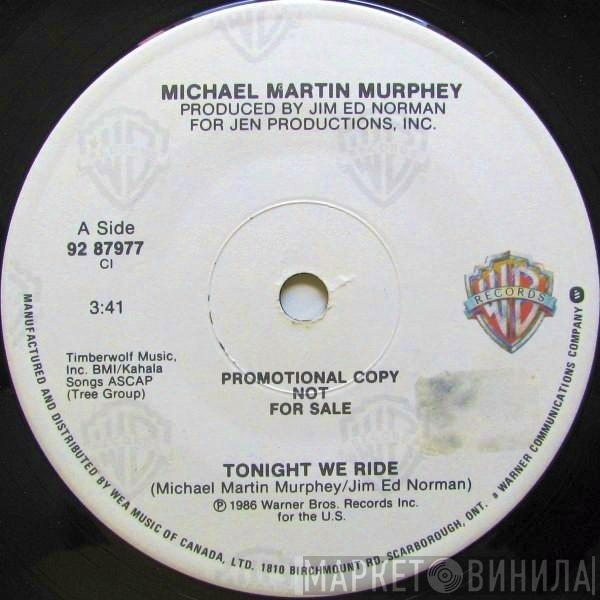 MICHAEL MARTIN MURPHEY
PRODUCED BY JIM ED NORMAN
FOR JEN PRODUCTIONS, INC.
A Side
92 87977
CI
3:41
Timberwolf Music,
Inc. BMI/Kahala
Songs ASCAP
(Tree Group)
WB
RECORDS
PROMOTIONAL COPY
NOT
FOR SALE
TONIGHT WE RIDE
(Michael Martin Murphey/Jim Ed Norman)
Ⓟ 1986 Warner Bros. Records Inc.
for the U.S.
MANUFACTURED AND DISTRIBUTED BY WEA MUSIC OF CANADA, LTD. 1810 BIRCHMOUNT RD. SCARBOROUGH, ONT. a WARNER COMMUNICATIONS COMPANY
МАРКЕТ ВИНИЛА